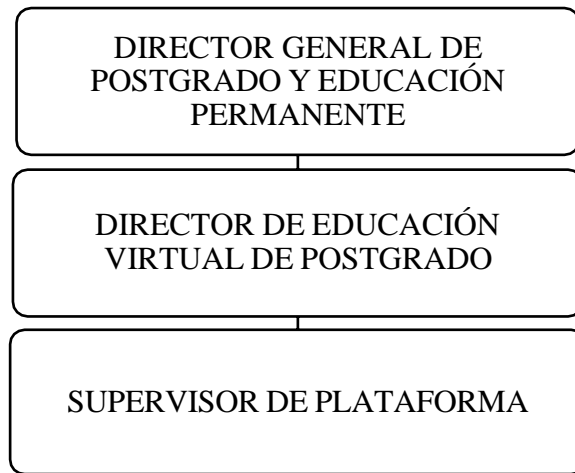 DIRECTOR GENERAL DE
POSTGRADO Y EDUCACIÓN
PERMANENTE
DIRECTOR DE EDUCACIÓN
VIRTUAL DE POSTGRADO
SUPERVISOR DE PLATAFORMA